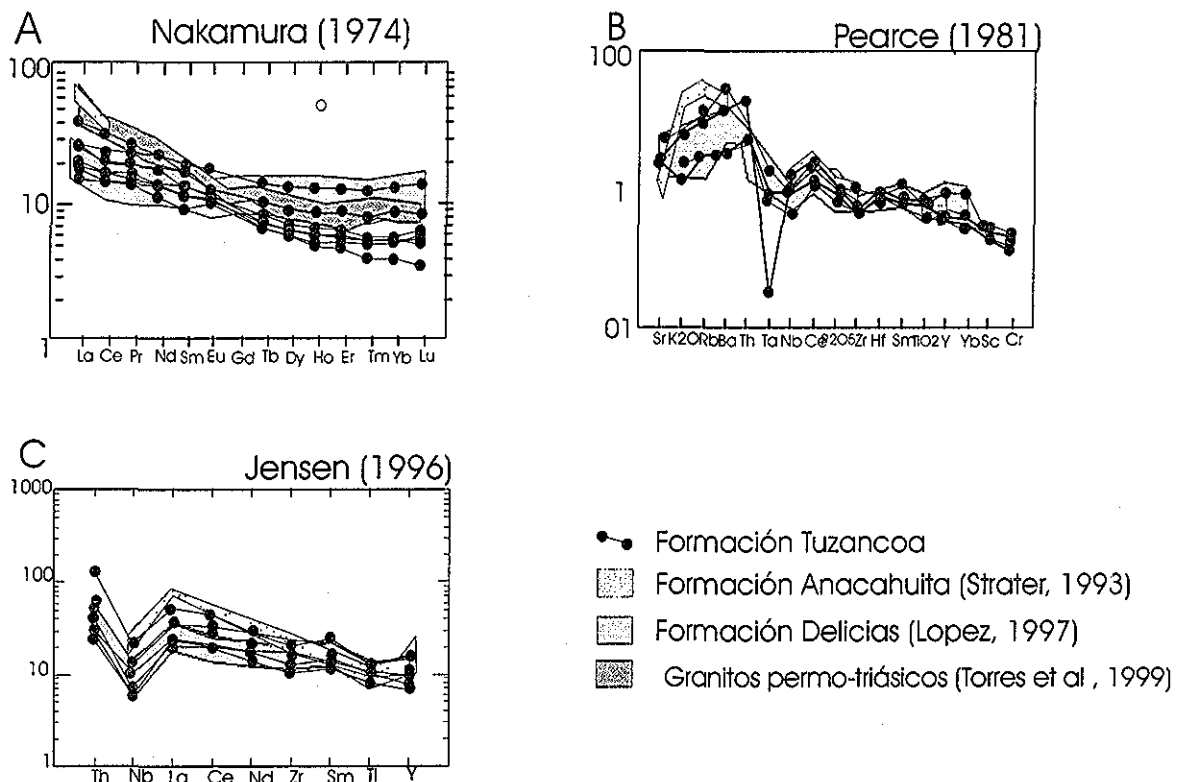 A
Nakamura (1974)
100
10
1
La Ce Pr Nd Sm Eu Gd Tb Dy Ho Er Tm Yb Lu
B
Pearce (1981)
100
1
01
Sr K2O Rb Ba Th Ta Nb Ce P2O5 Zr Hf Sm TiO2 Y Yb Sc Cr
C
Jensen (1996)
1000
100
10
1
Th Nb La Ce Nd Zr Sm Ti Y
Formación Tuzancoa
Formación Anacahuita (Strater, 1993)
Formación Delicias (Lopez, 1997)
Granitos permo-triásicos (Torres et al , 1999)